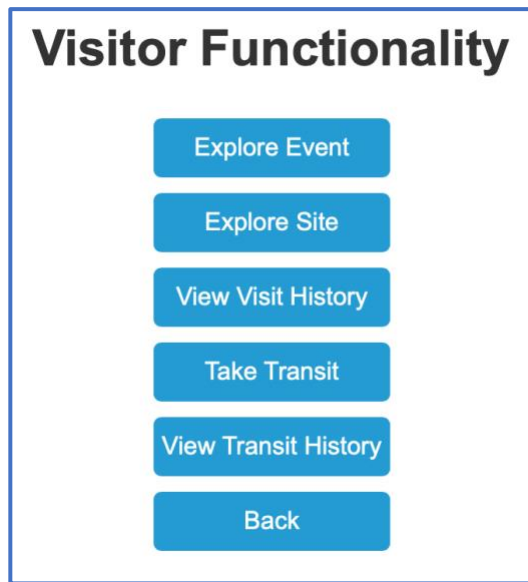 Visitor Functionality
Explore Event
Explore Site
View Visit History
Take Transit
View Transit History
Back